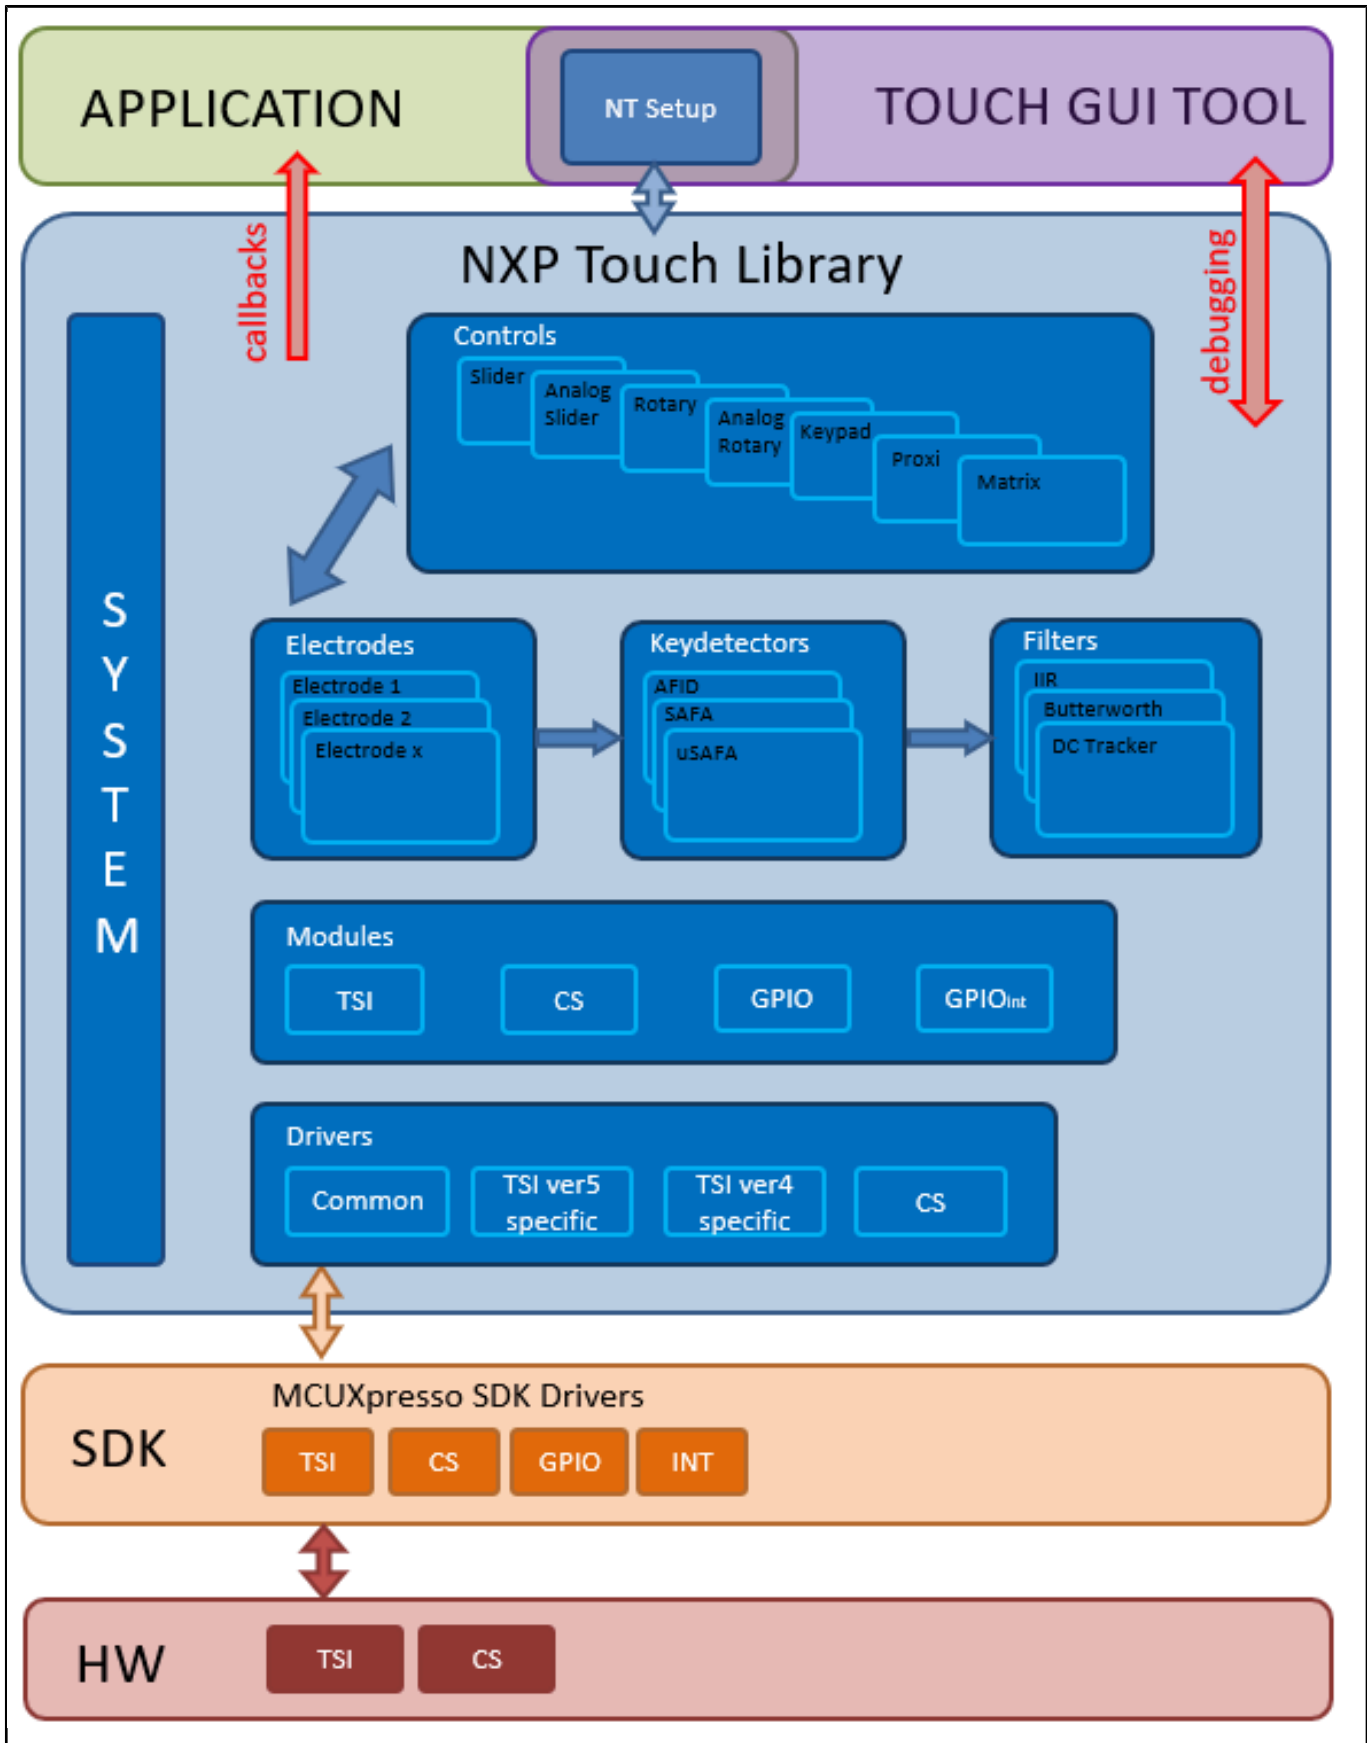 APPLICATION
NT Setup
TOUCH GUI TOOL
callbacks
debugging
NXP Touch Library
SYSTEM
Controls
Slider
Analog
Slider
Rotary
Analog
Rotary
Keypad
Proxi
Matrix
Electrodes
Electrode 1
Electrode 2
Electrode x
Keydetectors
AFID
SAFA
uSAFA
Filters
IIR
Butterworth
DC Tracker
Modules
TSI
CS
GPIO
GPIOint
Drivers
Common
TSI ver5
specific
TSI ver4
specific
CS
SDK
MCUXpresso SDK Drivers
TSI
CS
GPIO
INT
HW
TSI
CS